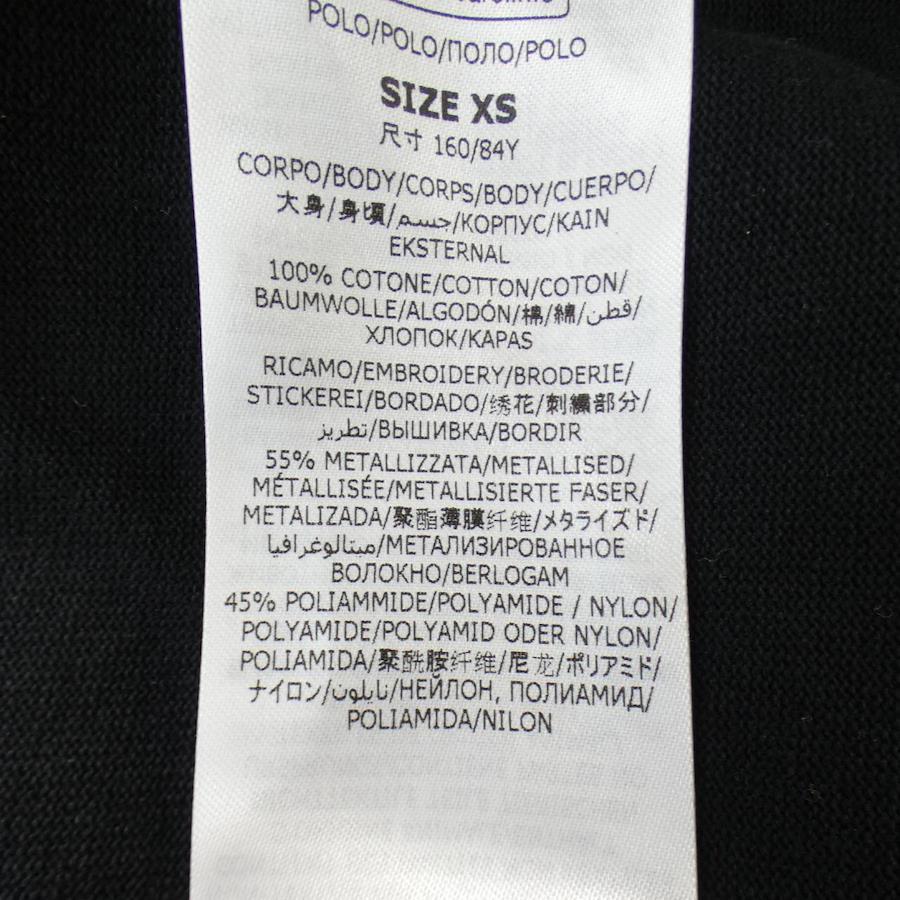 POLO/POLO/ПОЛО/POLO
SIZE XS
尺寸 160/84Y
CORPO/BODY/CORPS/BODY/CUERPO/
大身/身頃/جسم/КОРПУС/KAIN
EKSTERNAL
100% COTONE/COTTON/COTON/
BAUMWOLLE/ALGODÓN/棉/綿/قطن/
ХЛОПОК/KAPAS
RICAMO/EMBROIDERY/BRODERIE/
STICKEREI/BORDADO/绣花/刺繍部分/
تطريز/ВЫШИВКА/BORDIR
55% METALLIZZATA/METALLISED/
MÉTALLISÉE/METALLISIERTE FASER/
METALIZADA/聚酯薄膜纤维/メタライズド/
ميتالوغرافيا/МЕТАЛИЗИРОВАННОЕ
ВОЛОКНО/BERLOGAM
45% POLIAMMIDE/POLYAMIDE / NYLON/
POLYAMIDE/POLYAMID ODER NYLON/
POLIAMIDA/聚酰胺纤维/尼龙/ポリアミド/
ナイロン/نايلون/НЕЙЛОН, ПОЛИАМИД/
POLIAMIDA/NILON